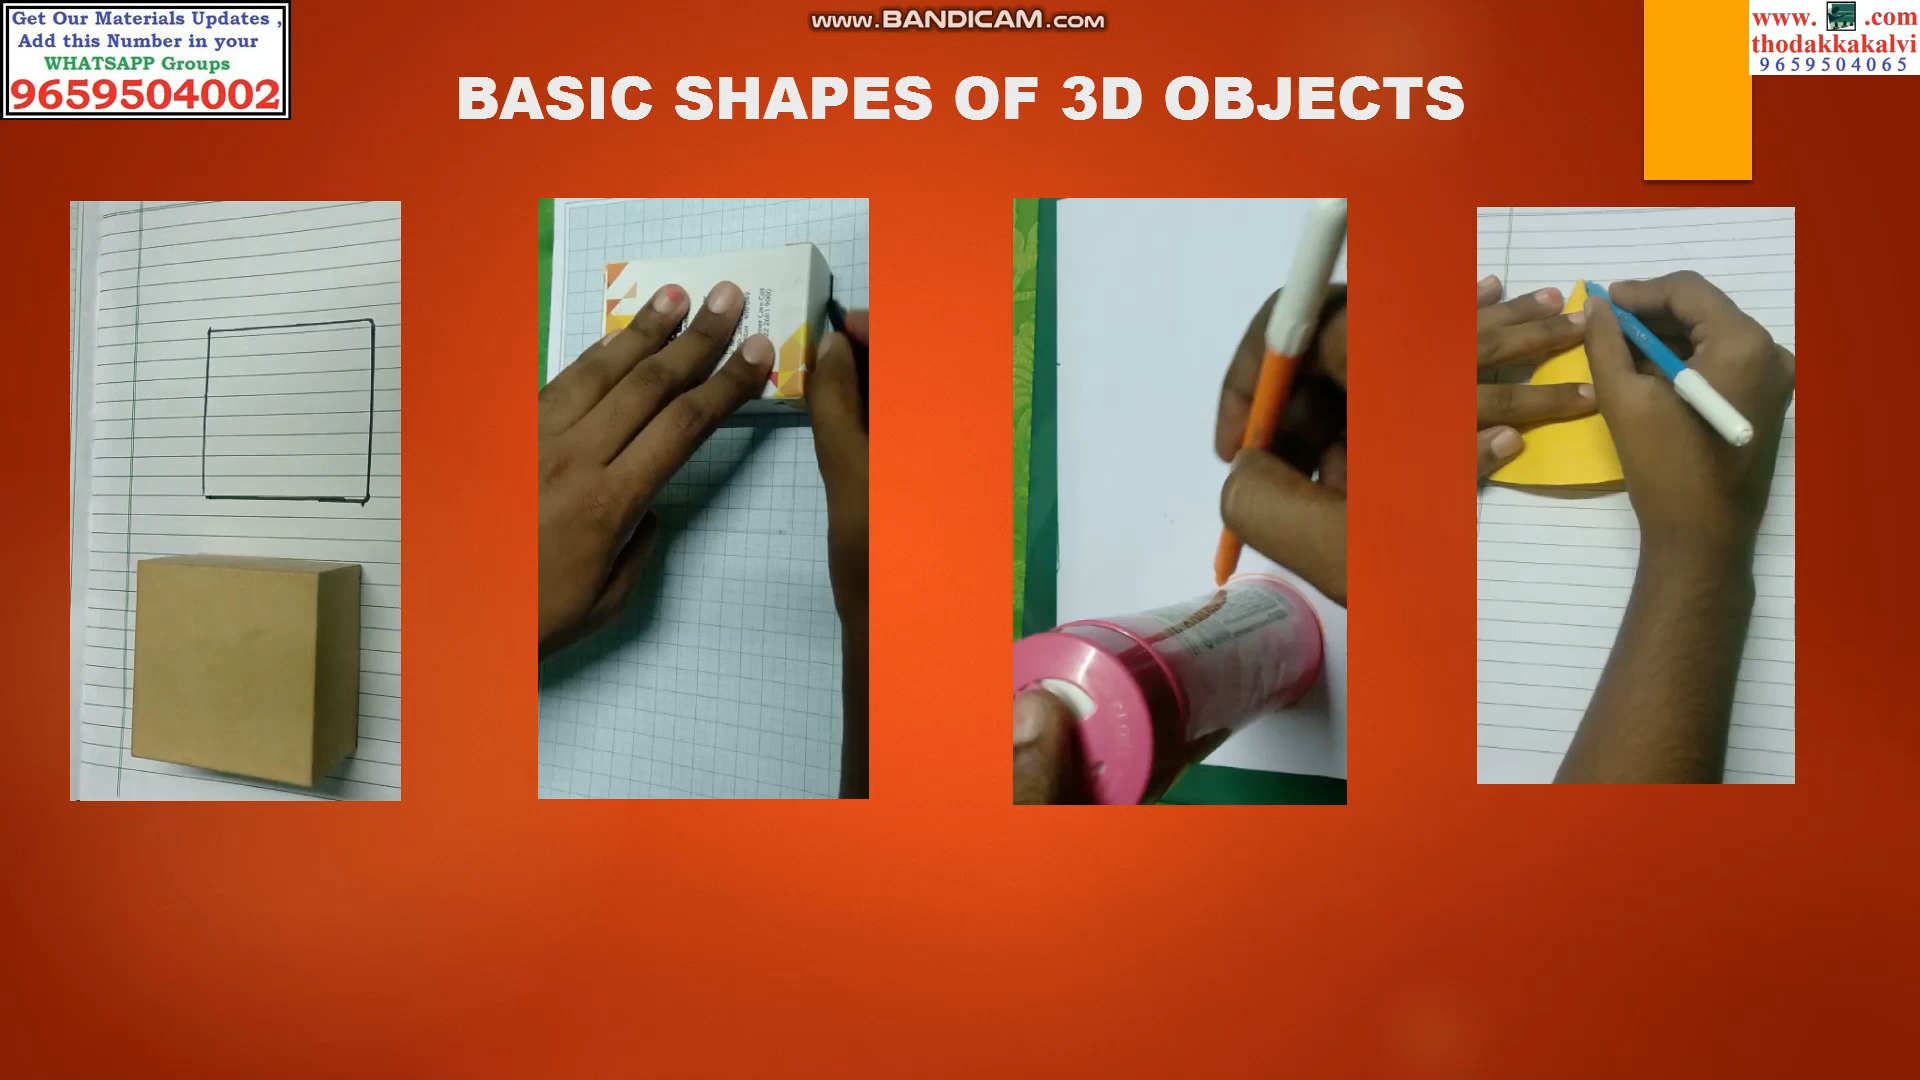 Get Our Materials Updates ,
Add this Number in your
WHATSAPP Groups
9659504002
www.BANDICAM.com
www. .com
thodakkakalvi
9659504065
BASIC SHAPES OF 3D OBJECTS